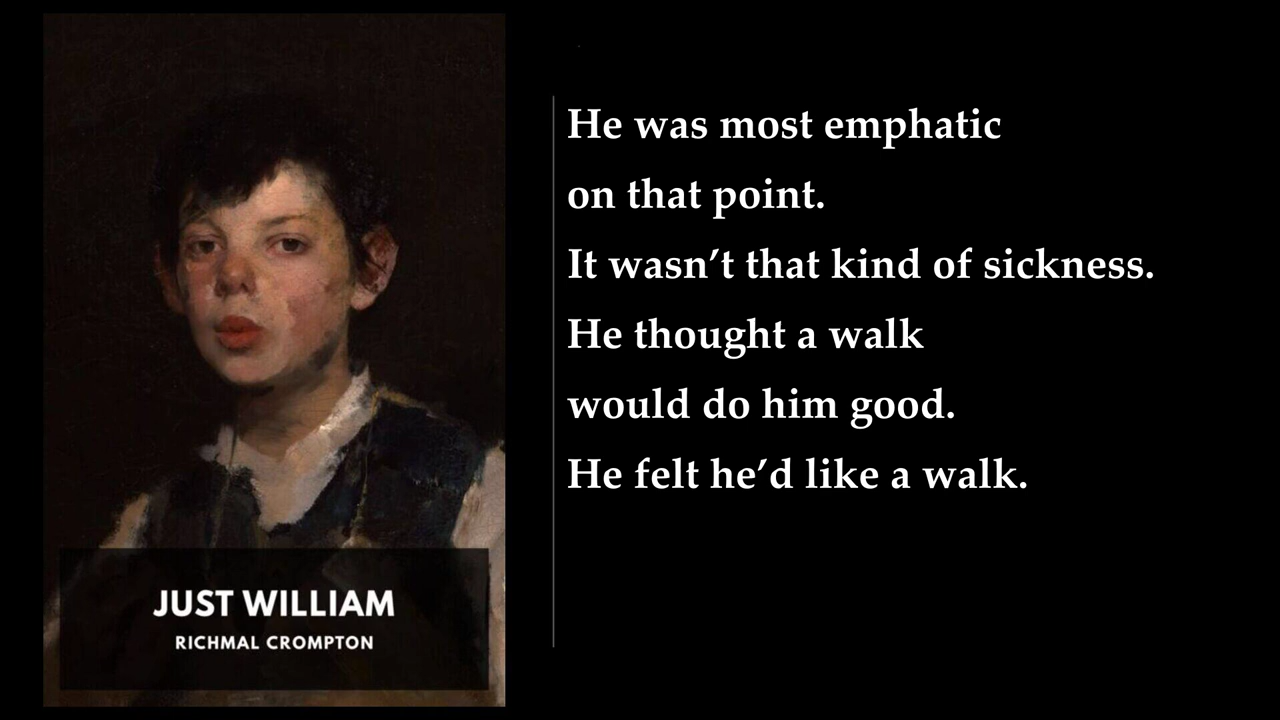 JUST WILLIAM
RICHMAL CROMPTON
He was most emphatic
on that point.
It wasn’t that kind of sickness.
He thought a walk
would do him good.
He felt he’d like a walk.